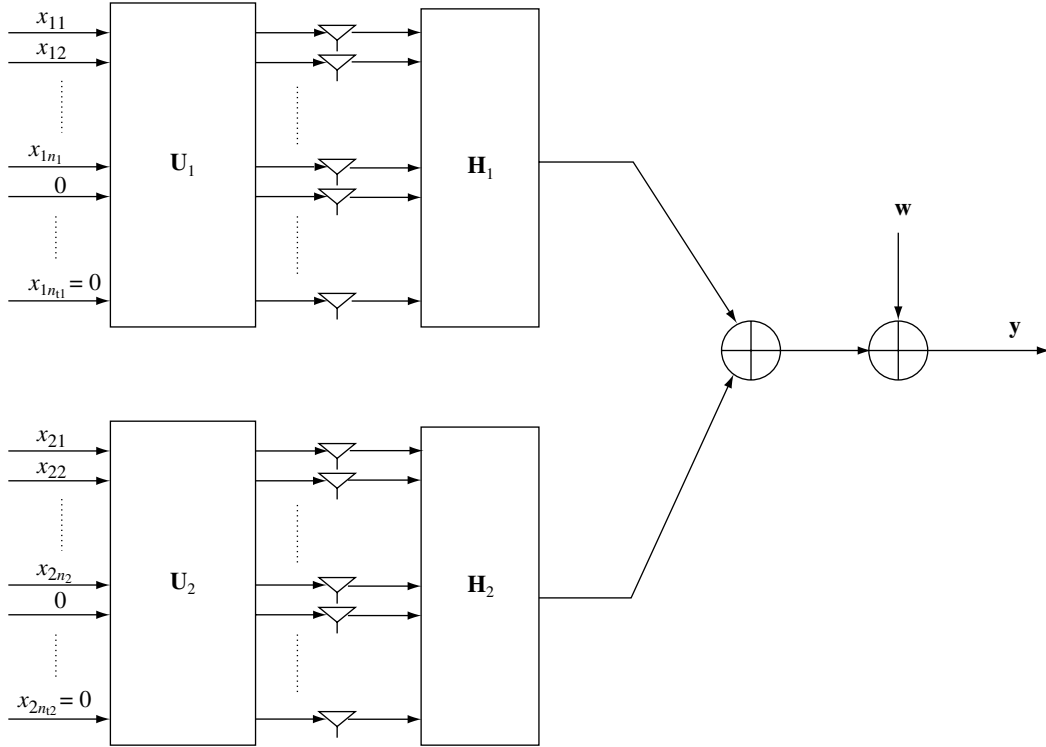 x₁₁
x₁₂
x₁ₙ₁
0
x₁ₙₜ₁ = 0
U₁
H₁
w
y
x₂₁
x₂₂
x₂ₙ₂
0
x₂ₙₜ₂ = 0
U₂
H₂